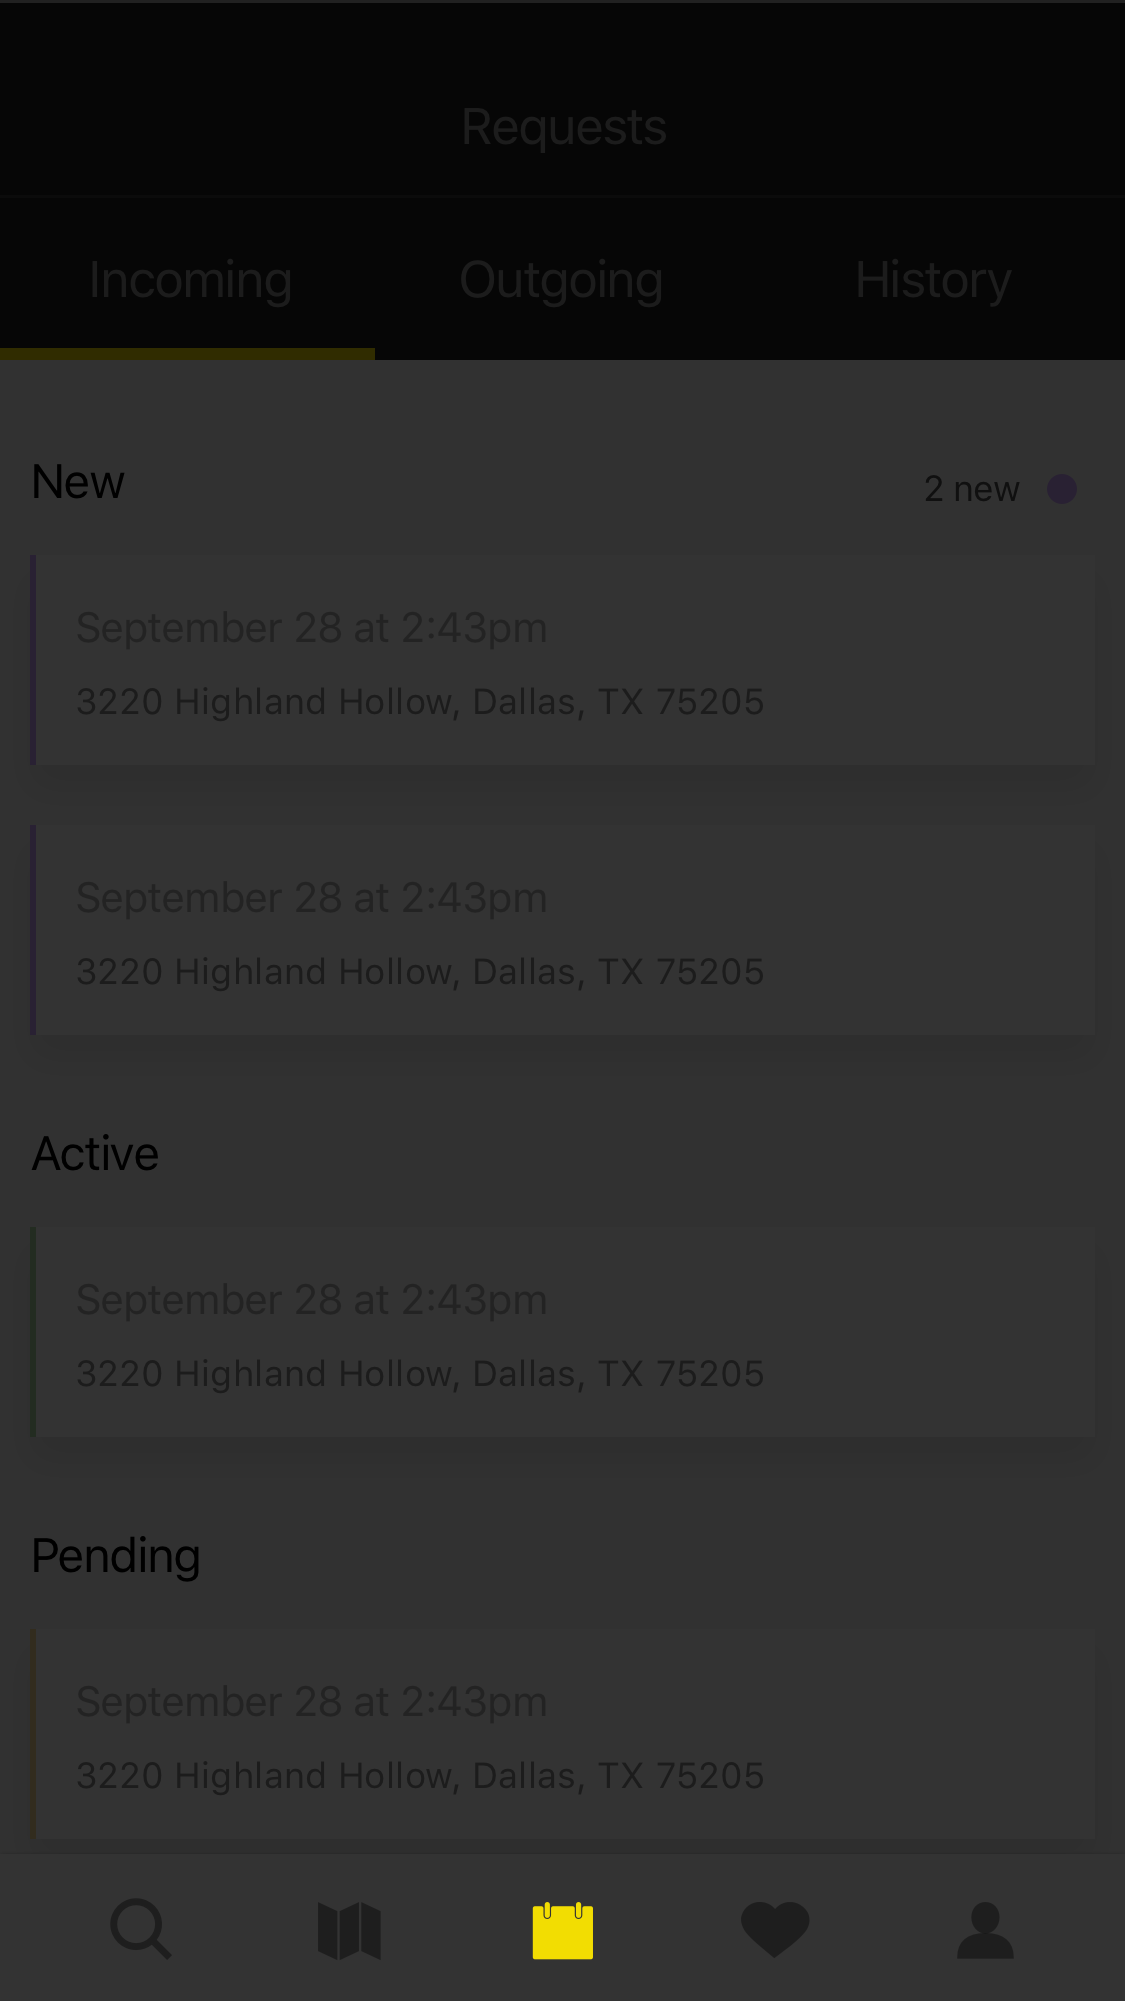 Requests
Incoming Outgoing History
New 2 new
September 28 at 2:43pm
3220 Highland Hollow, Dallas, TX 75205
September 28 at 2:43pm
3220 Highland Hollow, Dallas, TX 75205
Active
September 28 at 2:43pm
3220 Highland Hollow, Dallas, TX 75205
Pending
September 28 at 2:43pm
3220 Highland Hollow, Dallas, TX 75205